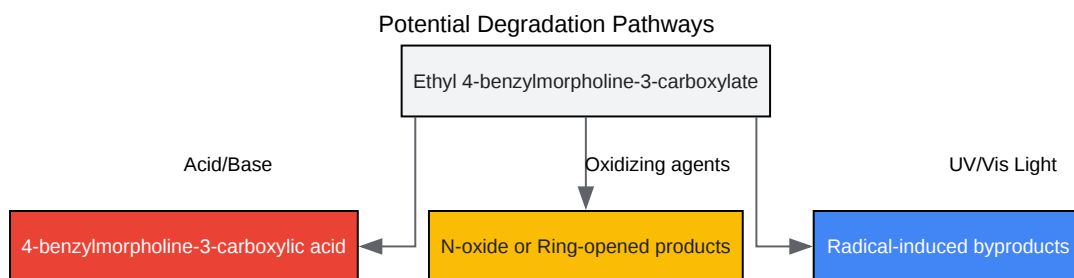 Potential Degradation Pathways
Ethyl 4-benzylmorpholine-3-carboxylate
Acid/Base
Oxidizing agents
UV/Vis Light
4-benzylmorpholine-3-carboxylic acid
N-oxide or Ring-opened products
Radical-induced byproducts